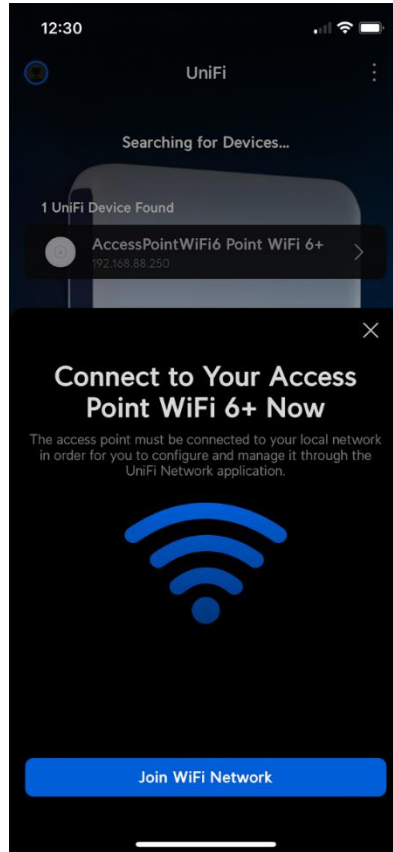 12:30
UniFi
Searching for Devices...
1 UniFi Device Found
AccessPointWiFi6 Point WiFi 6+
192.168.88.250
Connect to Your Access
Point WiFi 6+ Now
The access point must be connected to your local network
in order for you to configure and manage it through the
UniFi Network application.
Join WiFi Network